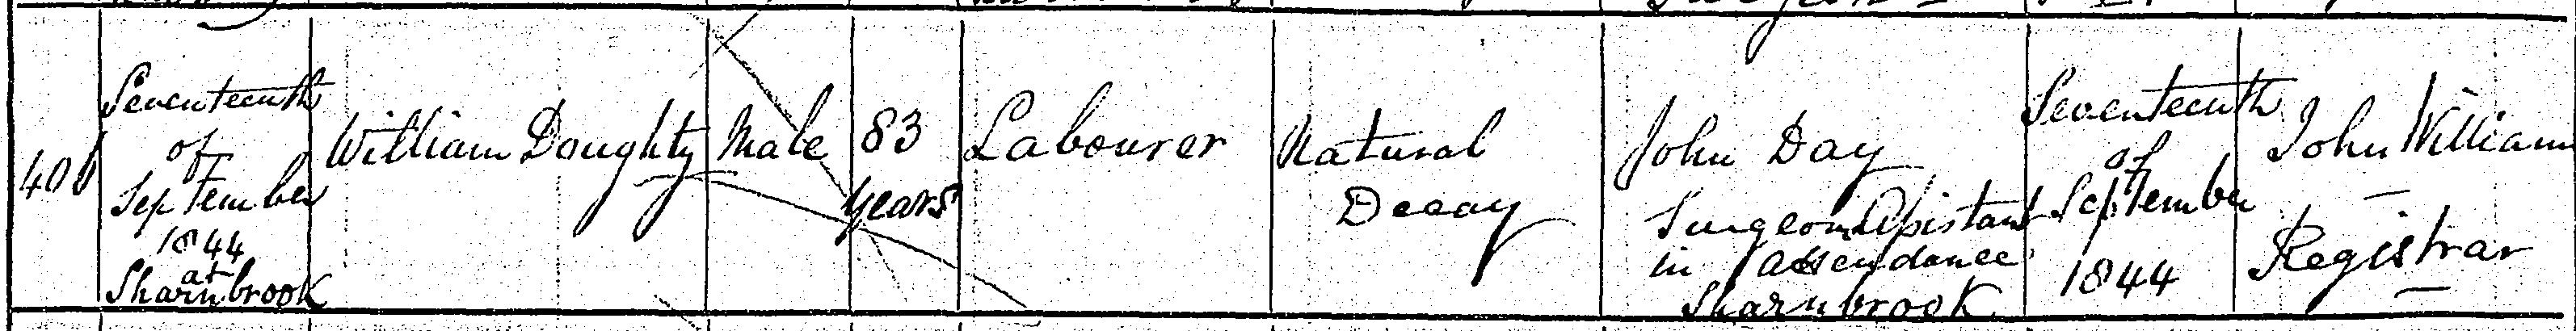 406
Seventeenth
of
September
1844
at
Sharnbrook
William Doughty
Male
83
years
Labourer
Natural
Decay
John Day
Surgeon Assistant
in attendance
Sharnbrook
Seventeenth
of
September
1844
John William
Registrar